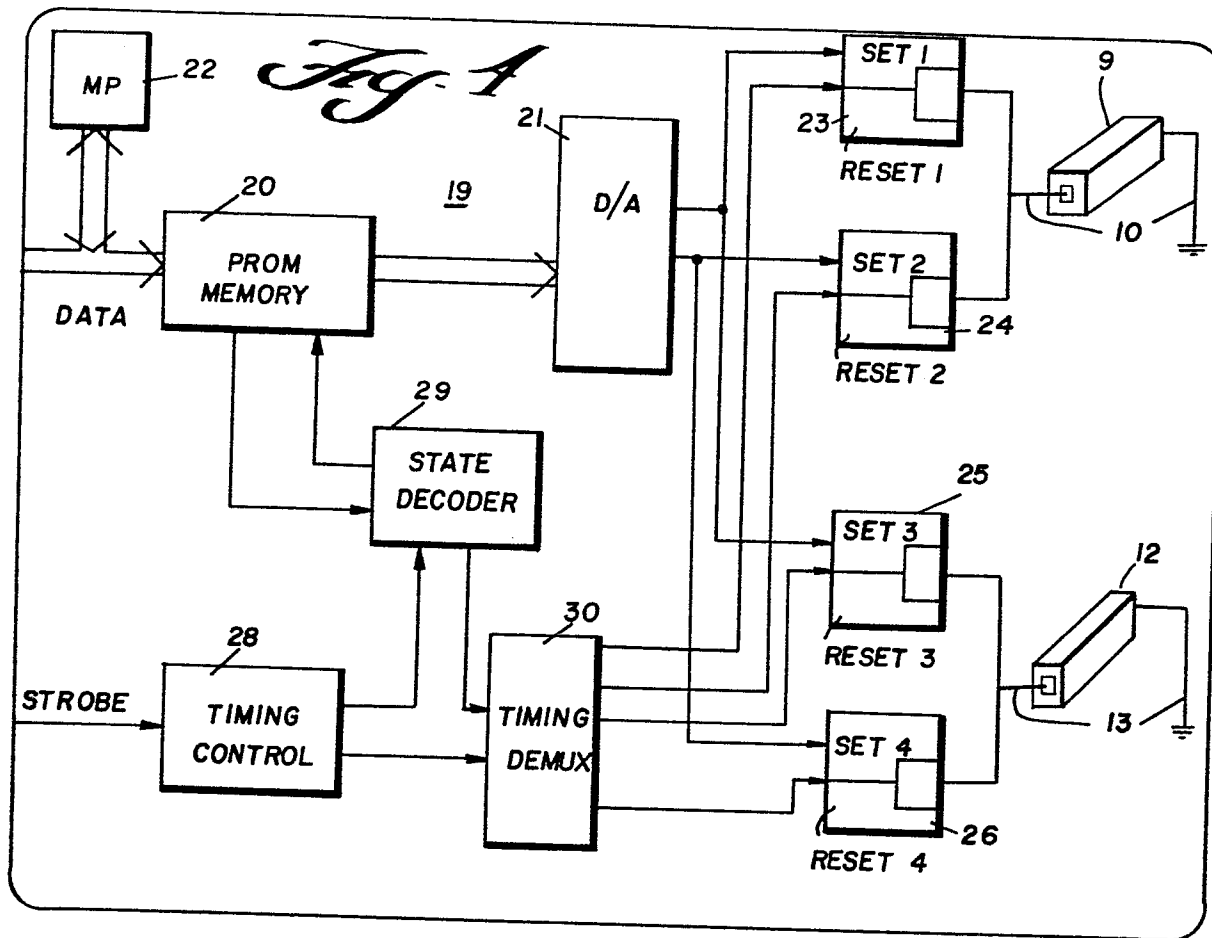 Fig. 4
MP
22
SET 1
23
RESET 1
9
10
21
D/A
20
19
PROM
MEMORY
DATA
SET 2
24
RESET 2
29
STATE
DECODER
25
SET 3
RESET 3
12
13
28
STROBE
TIMING
CONTROL
30
TIMING
DEMUX
SET 4
26
RESET 4